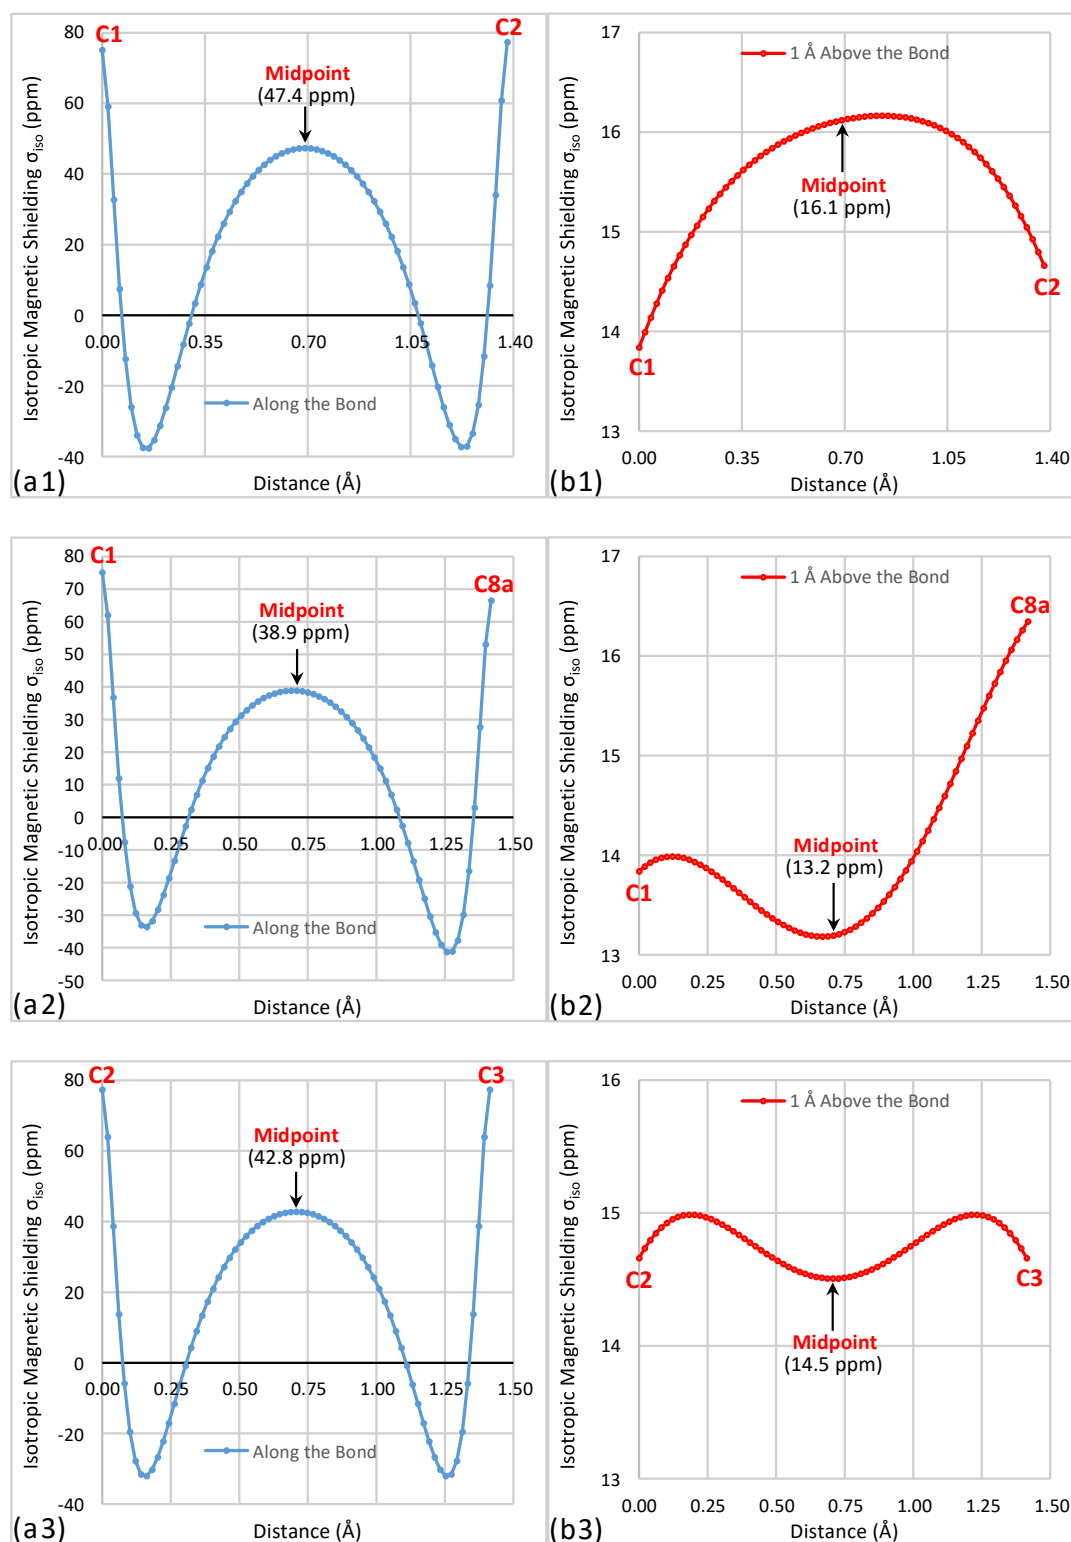 C1
C2
Midpoint
(47.4 ppm)
80
60
40
20
0
-20
-40
0.00
0.35
0.70
1.05
1.40
Along the Bond
Isotropic Magnetic Shielding σiso (ppm)
Distance (Å)
(a1)
1 Å Above the Bond
17
16
15
14
13
Midpoint
(16.1 ppm)
C1
C2
0.00
0.35
0.70
1.05
1.40
Isotropic Magnetic Shielding σiso (ppm)
Distance (Å)
(b1)
C1
C8a
Midpoint
(38.9 ppm)
80
70
60
50
40
30
20
10
0
-10
-20
-30
-40
-50
0.00
0.25
0.50
0.75
1.00
1.25
1.50
Along the Bond
Isotropic Magnetic Shielding σiso (ppm)
Distance (Å)
(a2)
1 Å Above the Bond
17
16
15
14
13
C8a
Midpoint
(13.2 ppm)
C1
0.00
0.25
0.50
0.75
1.00
1.25
1.50
Isotropic Magnetic Shielding σiso (ppm)
Distance (Å)
(b2)
C2
C3
Midpoint
(42.8 ppm)
80
60
40
20
0
-20
-40
0.00
0.25
0.50
0.75
1.00
1.25
1.50
Along the Bond
Isotropic Magnetic Shielding σiso (ppm)
Distance (Å)
(a3)
1 Å Above the Bond
16
15
14
13
C2
C3
Midpoint
(14.5 ppm)
0.00
0.25
0.50
0.75
1.00
1.25
1.50
Isotropic Magnetic Shielding σiso (ppm)
Distance (Å)
(b3)